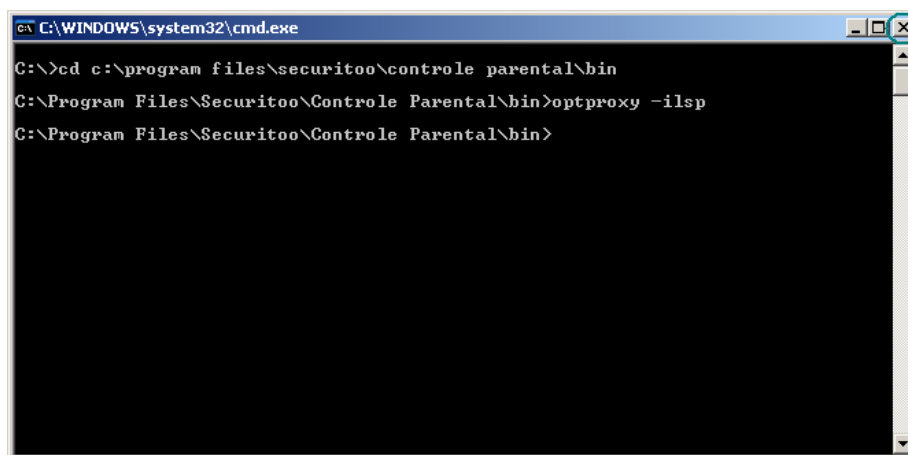 C:\WINDOWS\system32\cmd.exe
C:\>cd c:\program files\securitoo\controle parental\bin
C:\Program Files\Securitoo\Controle Parental\bin>optproxy -ilsp
C:\Program Files\Securitoo\Controle Parental\bin>